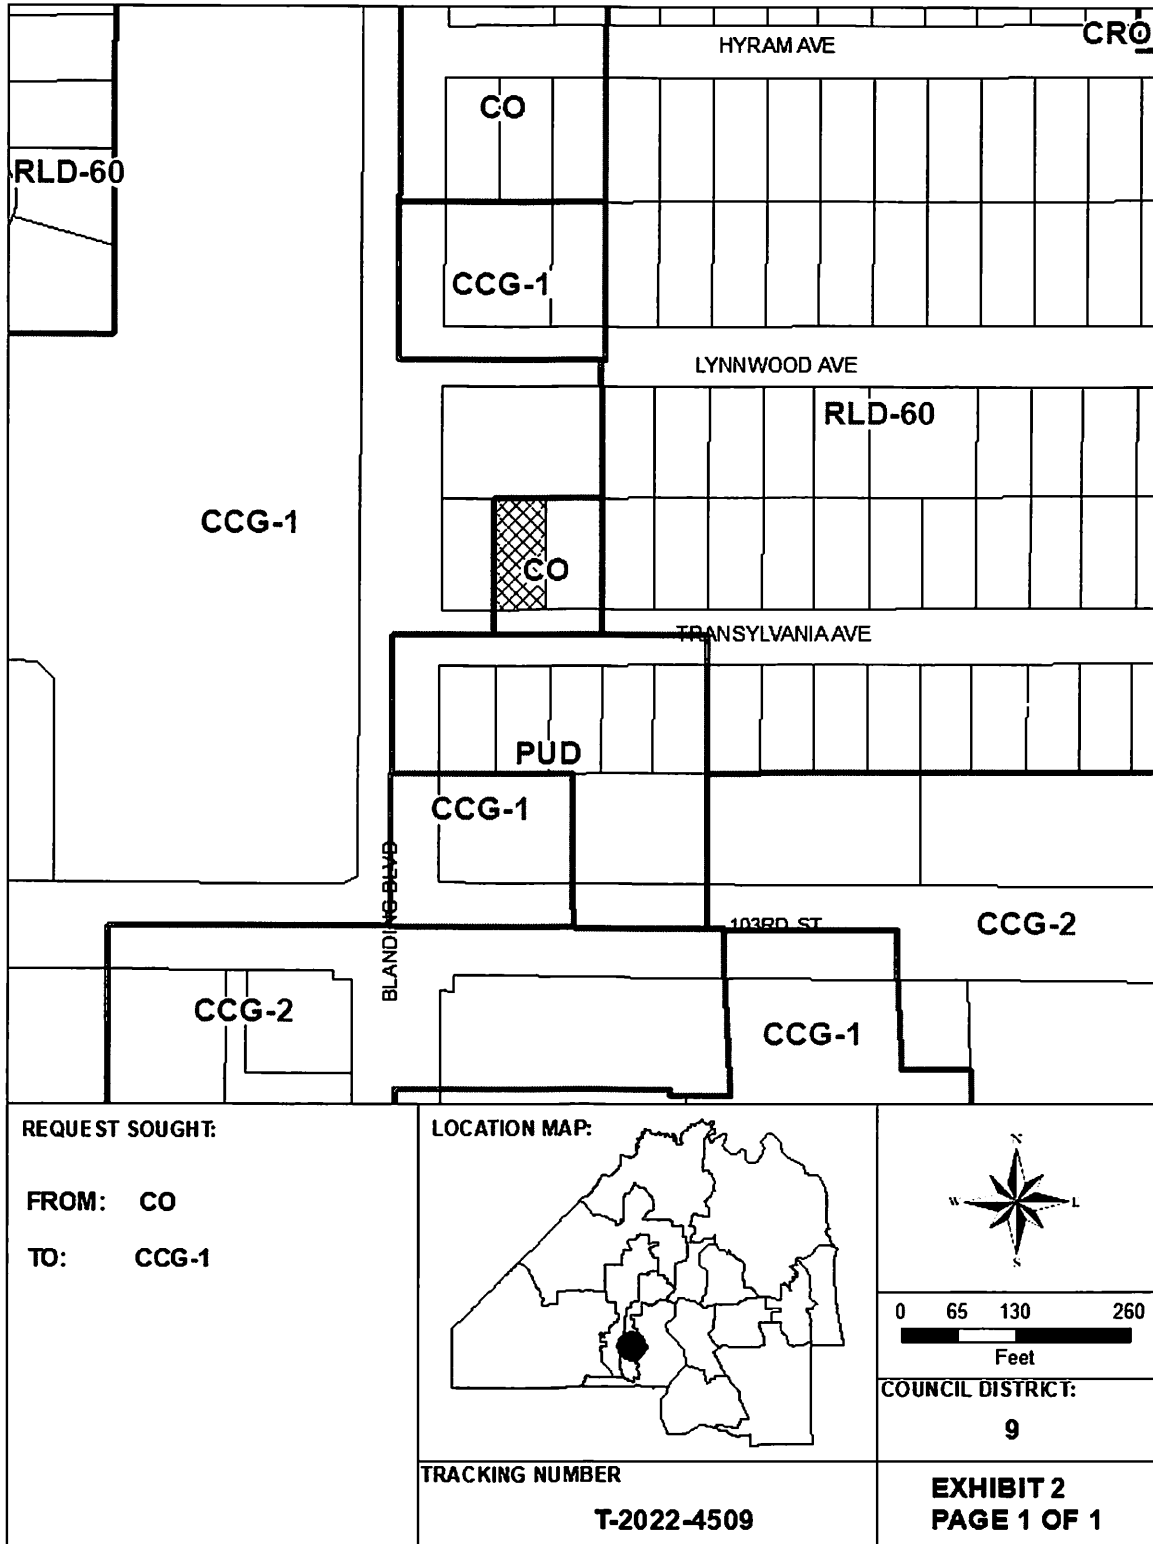 HYRAM AVE
CRO
CO
RLD-60
CCG-1
LYNNWOOD AVE
RLD-60
CCG-1
CO
TRANSYLVANIA AVE
PUD
CCG-1
BLANDING BLVD
103RD ST
CCG-2
CCG-2
CCG-1
REQUEST SOUGHT:
FROM: CO
TO: CCG-1
LOCATION MAP:
N
W
S
0 65 130 260
Feet
COUNCIL DISTRICT:
9
TRACKING NUMBER
T-2022-4509
EXHIBIT 2
PAGE 1 OF 1